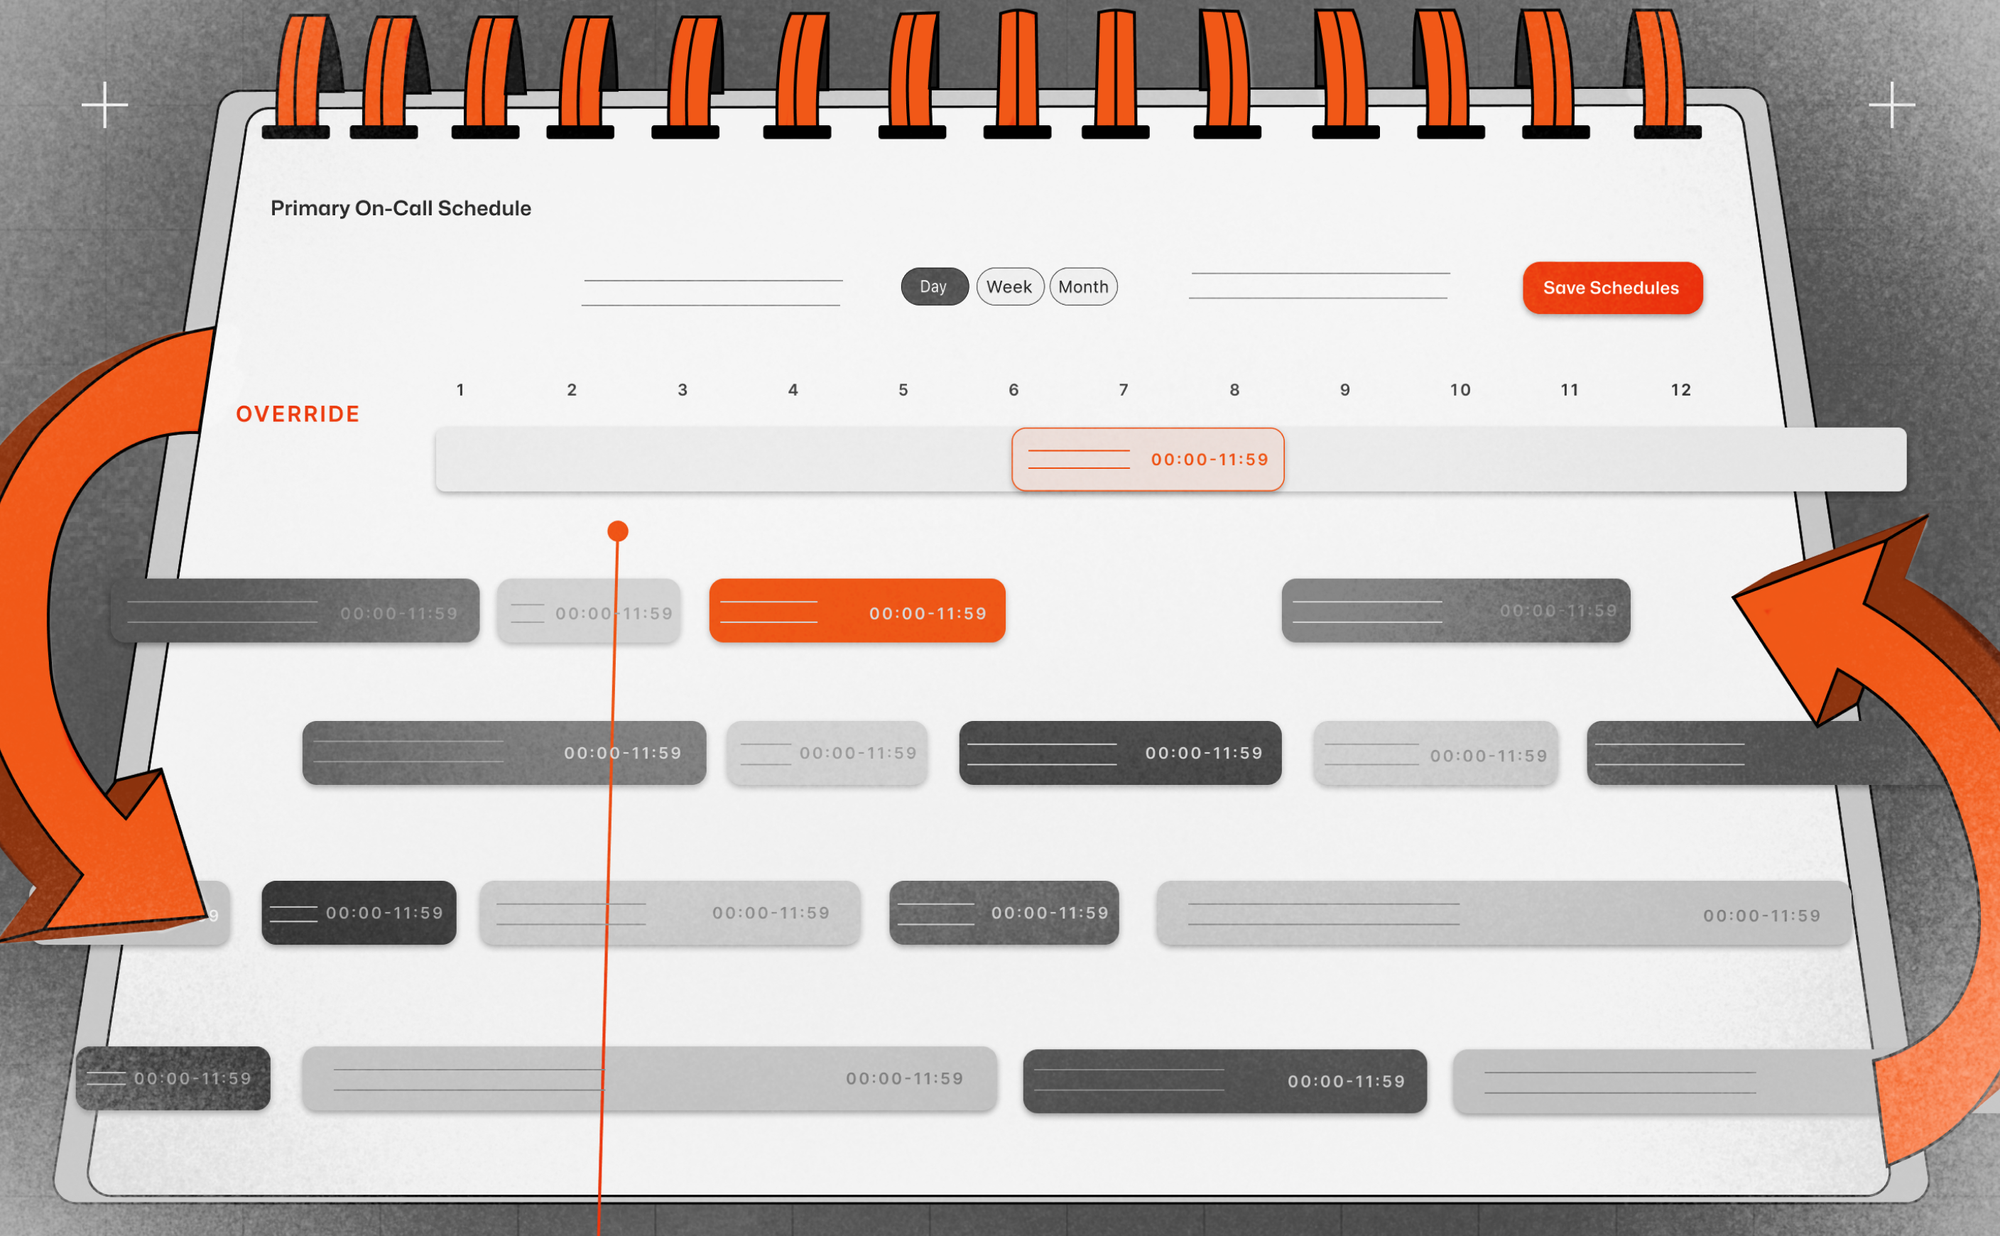 Primary On-Call Schedule
Day Week Month
Save Schedules
1 2 3 4 5 6 7 8 9 10 11 12
OVERRIDE
00:00-11:59
00:00-11:59 00:00-11:59 00:00-11:59 00:00-11:59
00:00-11:59 00:00-11:59 00:00-11:59 00:00-11:59
9 00:00-11:59 00:00-11:59 00:00-11:59 00:00-11:59
00:00-11:59 00:00-11:59 00:00-11:59